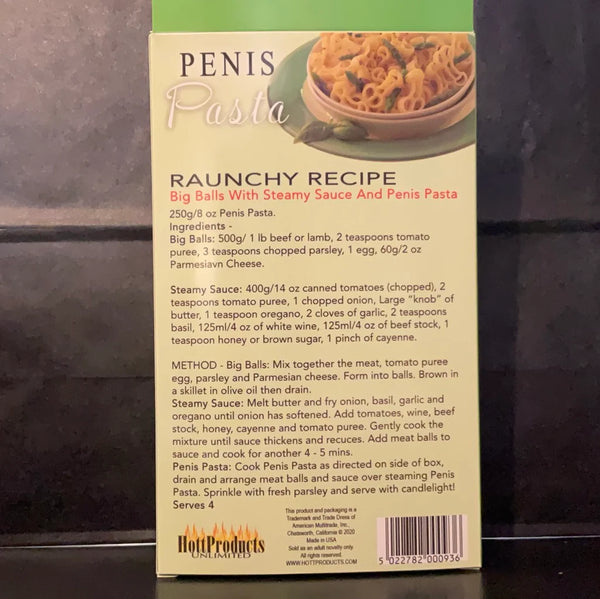 PENIS
Pasta
RAUNCHY RECIPE
Big Balls With Steamy Sauce And Penis Pasta
250g/8 oz Penis Pasta.
Ingredients -
Big Balls: 500g/ 1 lb beef or lamb, 2 teaspoons tomato
puree, 3 teaspoons chopped parsley, 1 egg, 60g/2 oz
Parmesiavn Cheese.
Steamy Sauce: 400g/14 oz canned tomatoes (chopped), 2
teaspoons tomato puree, 1 chopped onion, Large “knob” of
butter, 1 teaspoon oregano, 2 cloves of garlic, 2 teaspoons
basil, 125ml/4 oz of white wine, 125ml/4 oz of beef stock, 1
teaspoon honey or brown sugar, 1 pinch of cayenne.
METHOD - Big Balls: Mix together the meat, tomato puree
egg, parsley and Parmesian cheese. Form into balls. Brown in
a skillet in olive oil then drain.
Steamy Sauce: Melt butter and fry onion, basil, garlic and
oregano until onion has softened. Add tomatoes, wine, beef
stock, honey, cayenne and tomato puree. Gently cook the
mixture until sauce thickens and recuces. Add meat balls to
sauce and cook for another 4 - 5 mins.
Penis Pasta: Cook Penis Pasta as directed on side of box,
drain and arrange meat balls and sauce over steaming Penis
Pasta. Sprinkle with fresh parsley and serve with candlelight!
Serves 4
HottProducts
UNLIMITED
This product and packaging is a
Trademark and Trade Dress of
American Multitrade, Inc.,
Chatsworth, California © 2020
Made in USA
Sold as an adult novelty only.
All rights reserved.
WWW.HOTTPRODUCTS.COM
5 022782 000936